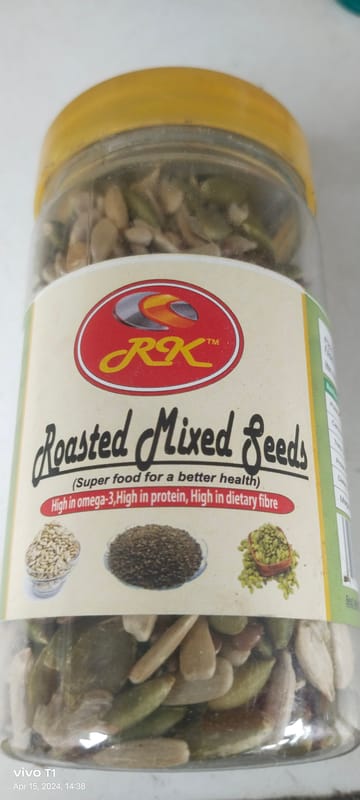 RK™
Roasted Mixed Seeds
(Super food for a better health)
High in omega-3,High in protein, High in dietary fibre
vivo T1
Apr 15, 2024, 14:38